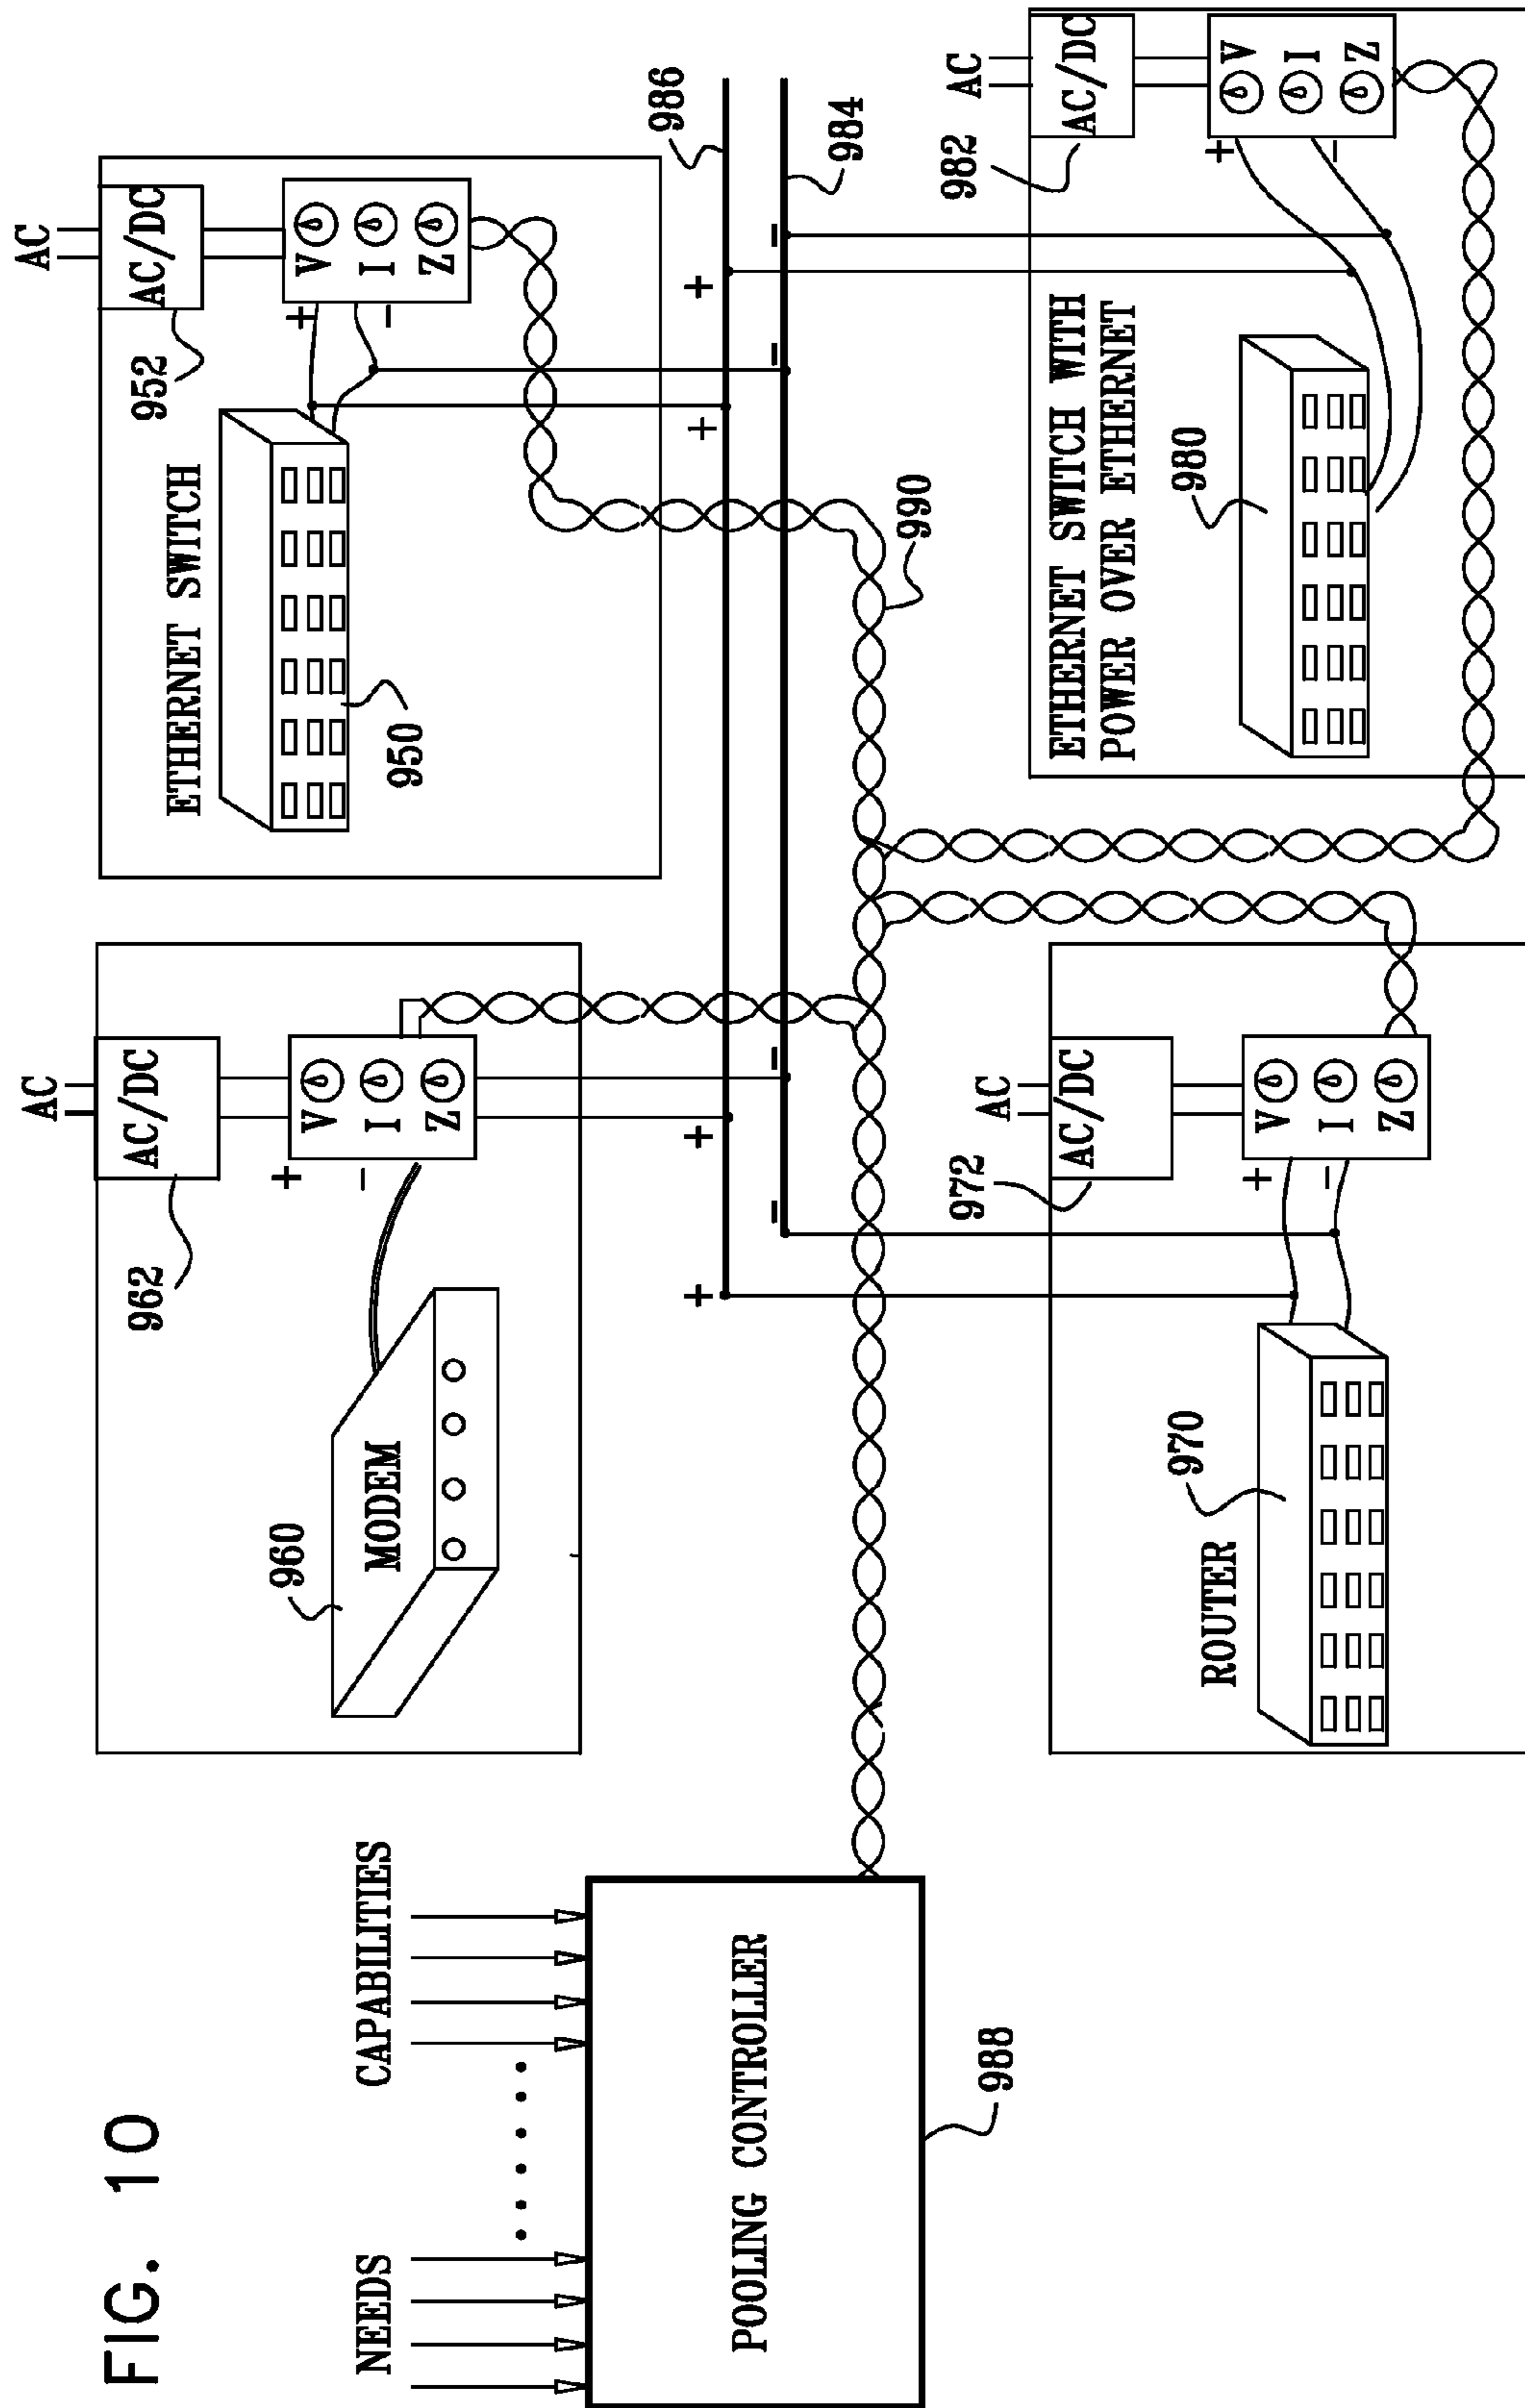 FIG. 10
NEEDS
CAPABILITIES
POOLING CONTROLLER
988
AC
AC/DC
962
V
I
Z
+
−
960
MODEM
AC
AC/DC
952
V
I
Z
+
−
ETHERNET SWITCH
950
986
984
+
−
+
−
+
−
+
−
990
AC
AC/DC
972
V
I
Z
+
−
ROUTER
970
AC
AC/DC
982
V
I
Z
+
−
ETHERNET SWITCH WITH
POWER OVER ETHERNET
980